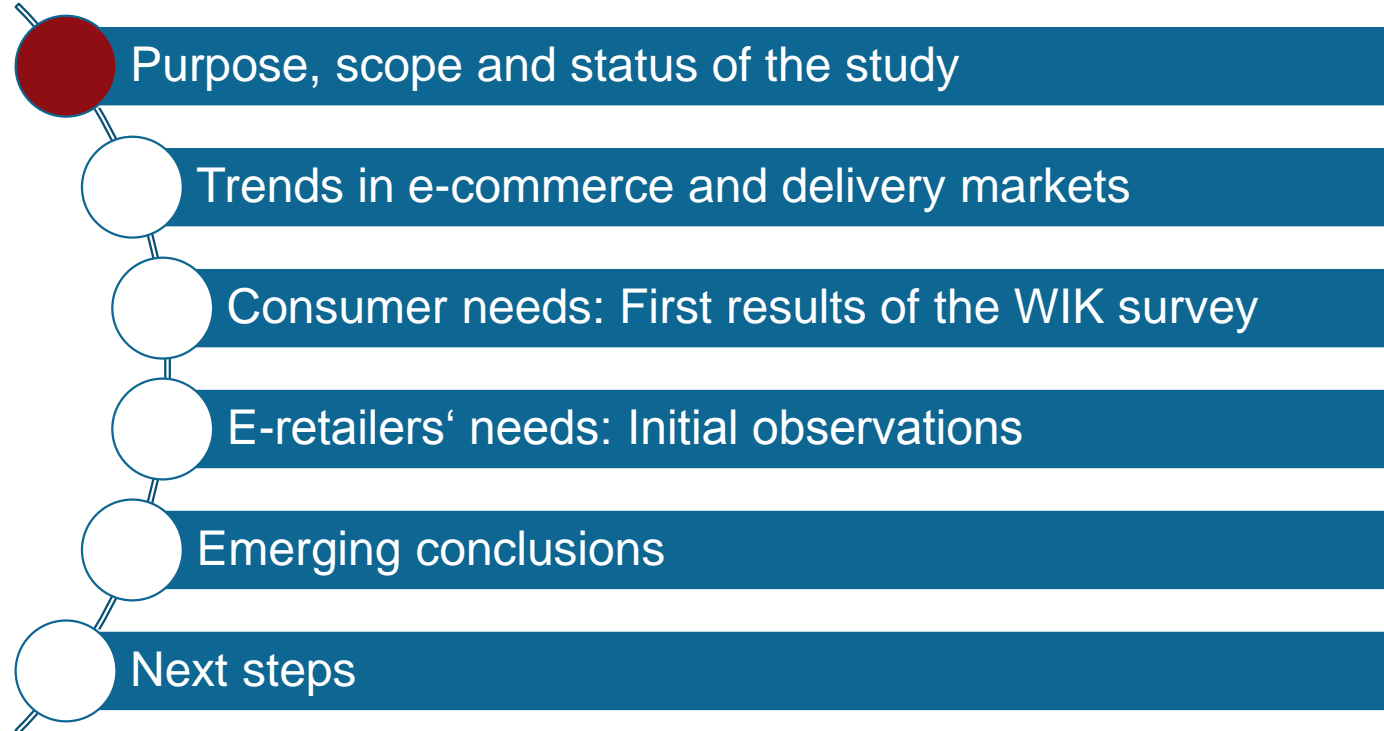 Purpose, scope and status of the study
Trends in e-commerce and delivery markets
Consumer needs: First results of the WIK survey
E-retailers‘ needs: Initial observations
Emerging conclusions
Next steps